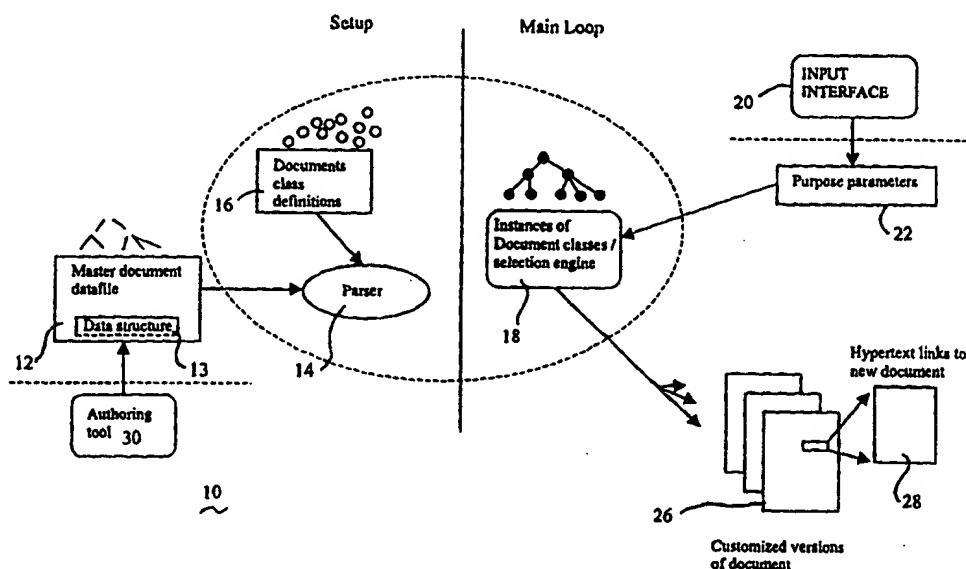 Setup
Main Loop
20
INPUT
INTERFACE
Documents
class
definitions
16
Purpose parameters
22
Instances of
Document classes /
selection engine
18
Master document
datafile
Data structure
12
13
Parser
14
Authoring
tool 30
Hypertext links to
new document
10
26
28
Customized versions
of document